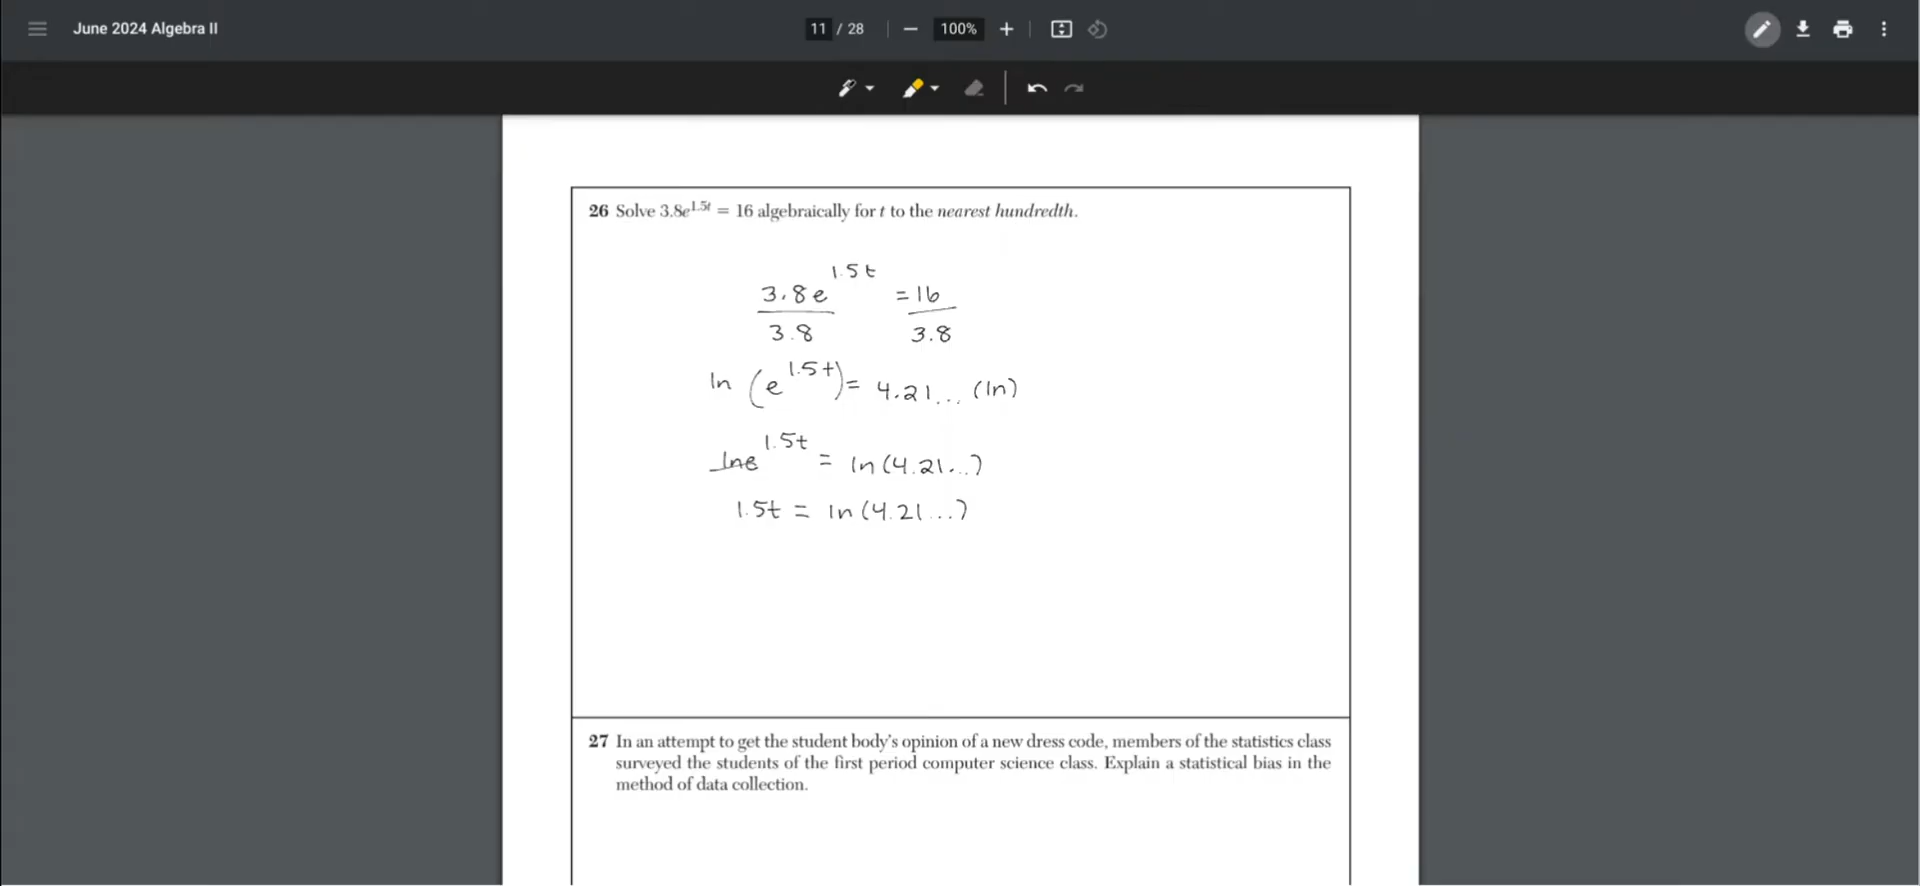 June 2024 Algebra II
11 / 28
100%
26 Solve 3.8e^1.5t = 16 algebraically for t to the nearest hundredth.
1.5t
3.8e = 16
3.8 3.8
ln (e^1.5t) = 4.21... (ln)
lne^1.5t = ln(4.21...)
1.5t = ln(4.21...)
27 In an attempt to get the student body's opinion of a new dress code, members of the statistics class
surveyed the students of the first period computer science class. Explain a statistical bias in the
method of data collection.